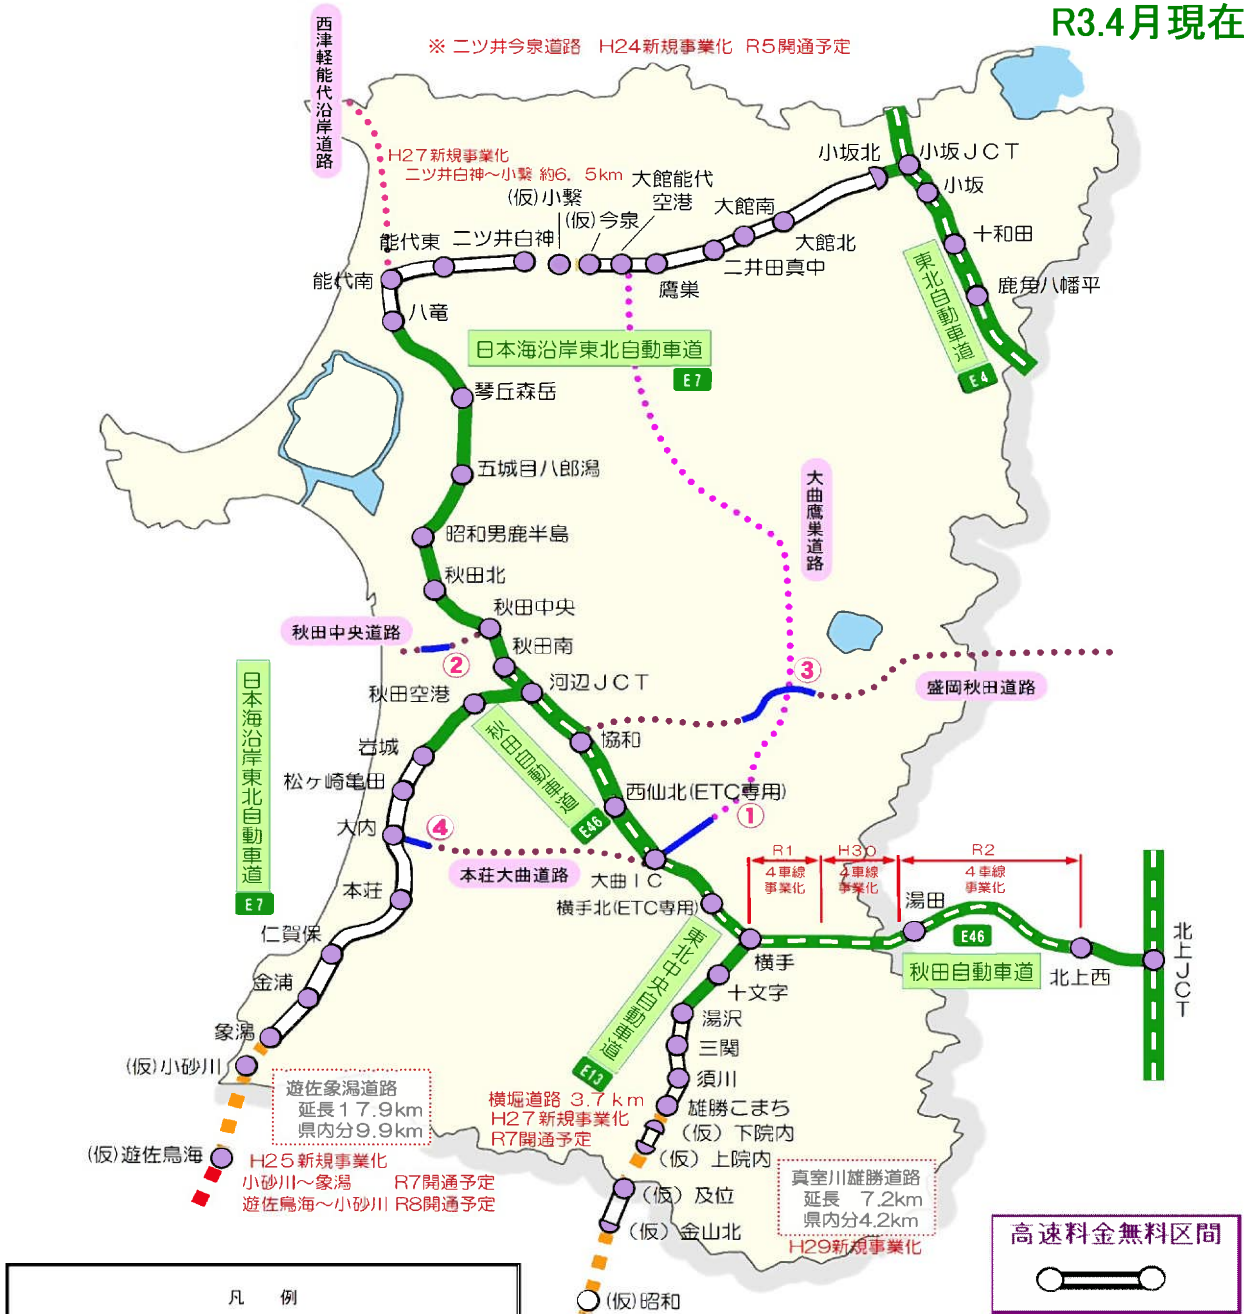 R3.4月現在
※ 二ツ井今泉道路　H24新規事業化　R5開通予定
西津軽能代沿岸道路
H27新規事業化
二ツ井白神～小繋 約6．5km
小坂北
小坂JCT
小坂
(仮)小繋
(仮)今泉
大館能代
空港
大館南
大館北
十和田
能代東
二ツ井白神
二井田真中
能代南
鷹巣
鹿角八幡平
八竜
東北自動車道
E4
日本海沿岸東北自動車道
E7
琴丘森岳
五城目八郎潟
大曲鷹巣道路
昭和男鹿半島
秋田北
秋田中央
秋田中央道路
②
秋田南
③
河辺JCT
盛岡秋田道路
秋田空港
日本海沿岸東北自動車道
E7
秋田自動車道
E46
協和
岩城
松ヶ崎亀田
西仙北(ETC専用)
①
大内
④
本荘大曲道路
大曲IC
R1
4車線
事業化
H30
4車線
事業化
R2
4車線
事業化
本荘
横手北(ETC専用)
湯田
E46
仁賀保
東北中央自動車道
E13
横手
秋田自動車道
北上西
北上JCT
金浦
十文字
象潟
湯沢
三関
(仮)小砂川
須川
遊佐象潟道路
延長17.9km
県内分9.9km
横堀道路 3.7km
H27新規事業化
R7開通予定
雄勝こまち
(仮) 下院内
(仮) 上院内
(仮)遊佐鳥海
H25新規事業化
小砂川～象潟　R7開通予定
遊佐鳥海～小砂川 R8開通予定
真室川雄勝道路
延長　7.2km
県内分4.2km
H29新規事業化
(仮) 及位
(仮) 金山北
(仮)昭和
高速料金無料区間
凡　例